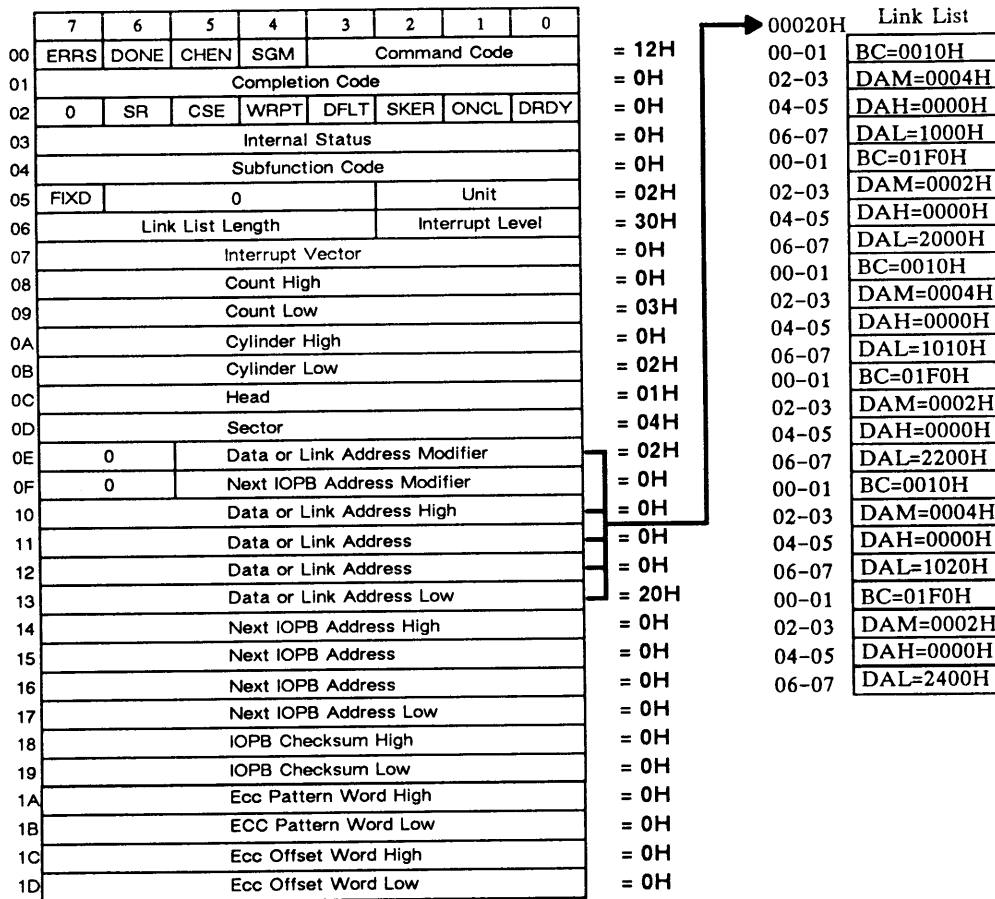 7 6 5 4 3 2 1 0
00 ERRS DONE CHEN SGM Command Code = 12H
01 Completion Code = 0H
02 0 SR CSE WRPT DFLT SKER ONCL DRDY = 0H
03 Internal Status = 0H
04 Subfunction Code = 0H
05 FIXD 0 Unit = 02H
06 Link List Length Interrupt Level = 30H
07 Interrupt Vector = 0H
08 Count High = 0H
09 Count Low = 03H
0A Cylinder High = 0H
0B Cylinder Low = 02H
0C Head = 01H
0D Sector = 04H
0E 0 Data or Link Address Modifier = 02H
0F 0 Next IOPB Address Modifier = 0H
10 Data or Link Address High = 0H
11 Data or Link Address = 0H
12 Data or Link Address = 0H
13 Data or Link Address Low = 20H
14 Next IOPB Address High = 0H
15 Next IOPB Address = 0H
16 Next IOPB Address = 0H
17 Next IOPB Address Low = 0H
18 IOPB Checksum High = 0H
19 IOPB Checksum Low = 0H
1A Ecc Pattern Word High = 0H
1B ECC Pattern Word Low = 0H
1C Ecc Offset Word High = 0H
1D Ecc Offset Word Low = 0H
00020H Link List
00-01 BC=0010H
02-03 DAM=0004H
04-05 DAH=0000H
06-07 DAL=1000H
00-01 BC=01F0H
02-03 DAM=0002H
04-05 DAH=0000H
06-07 DAL=2000H
00-01 BC=0010H
02-03 DAM=0004H
04-05 DAH=0000H
06-07 DAL=1010H
00-01 BC=01F0H
02-03 DAM=0002H
04-05 DAH=0000H
06-07 DAL=2200H
00-01 BC=0010H
02-03 DAM=0004H
04-05 DAH=0000H
06-07 DAL=1020H
00-01 BC=01F0H
02-03 DAM=0002H
04-05 DAH=0000H
06-07 DAL=2400H